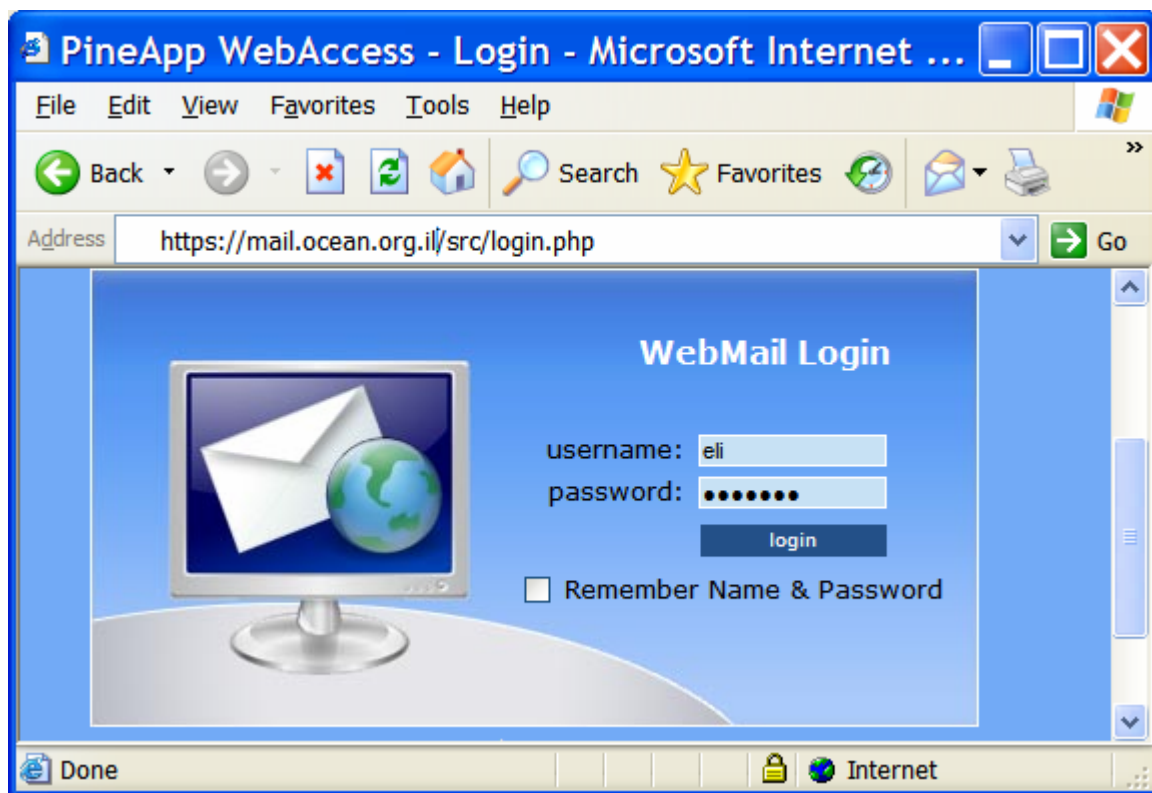 PineApp WebAccess - Login - Microsoft Internet ...
File Edit View Favorites Tools Help
Back Search Favorites »
Address https://mail.ocean.org.il/src/login.php Go
WebMail Login
username: eli
password: •••••••
login
Remember Name & Password
Done Internet